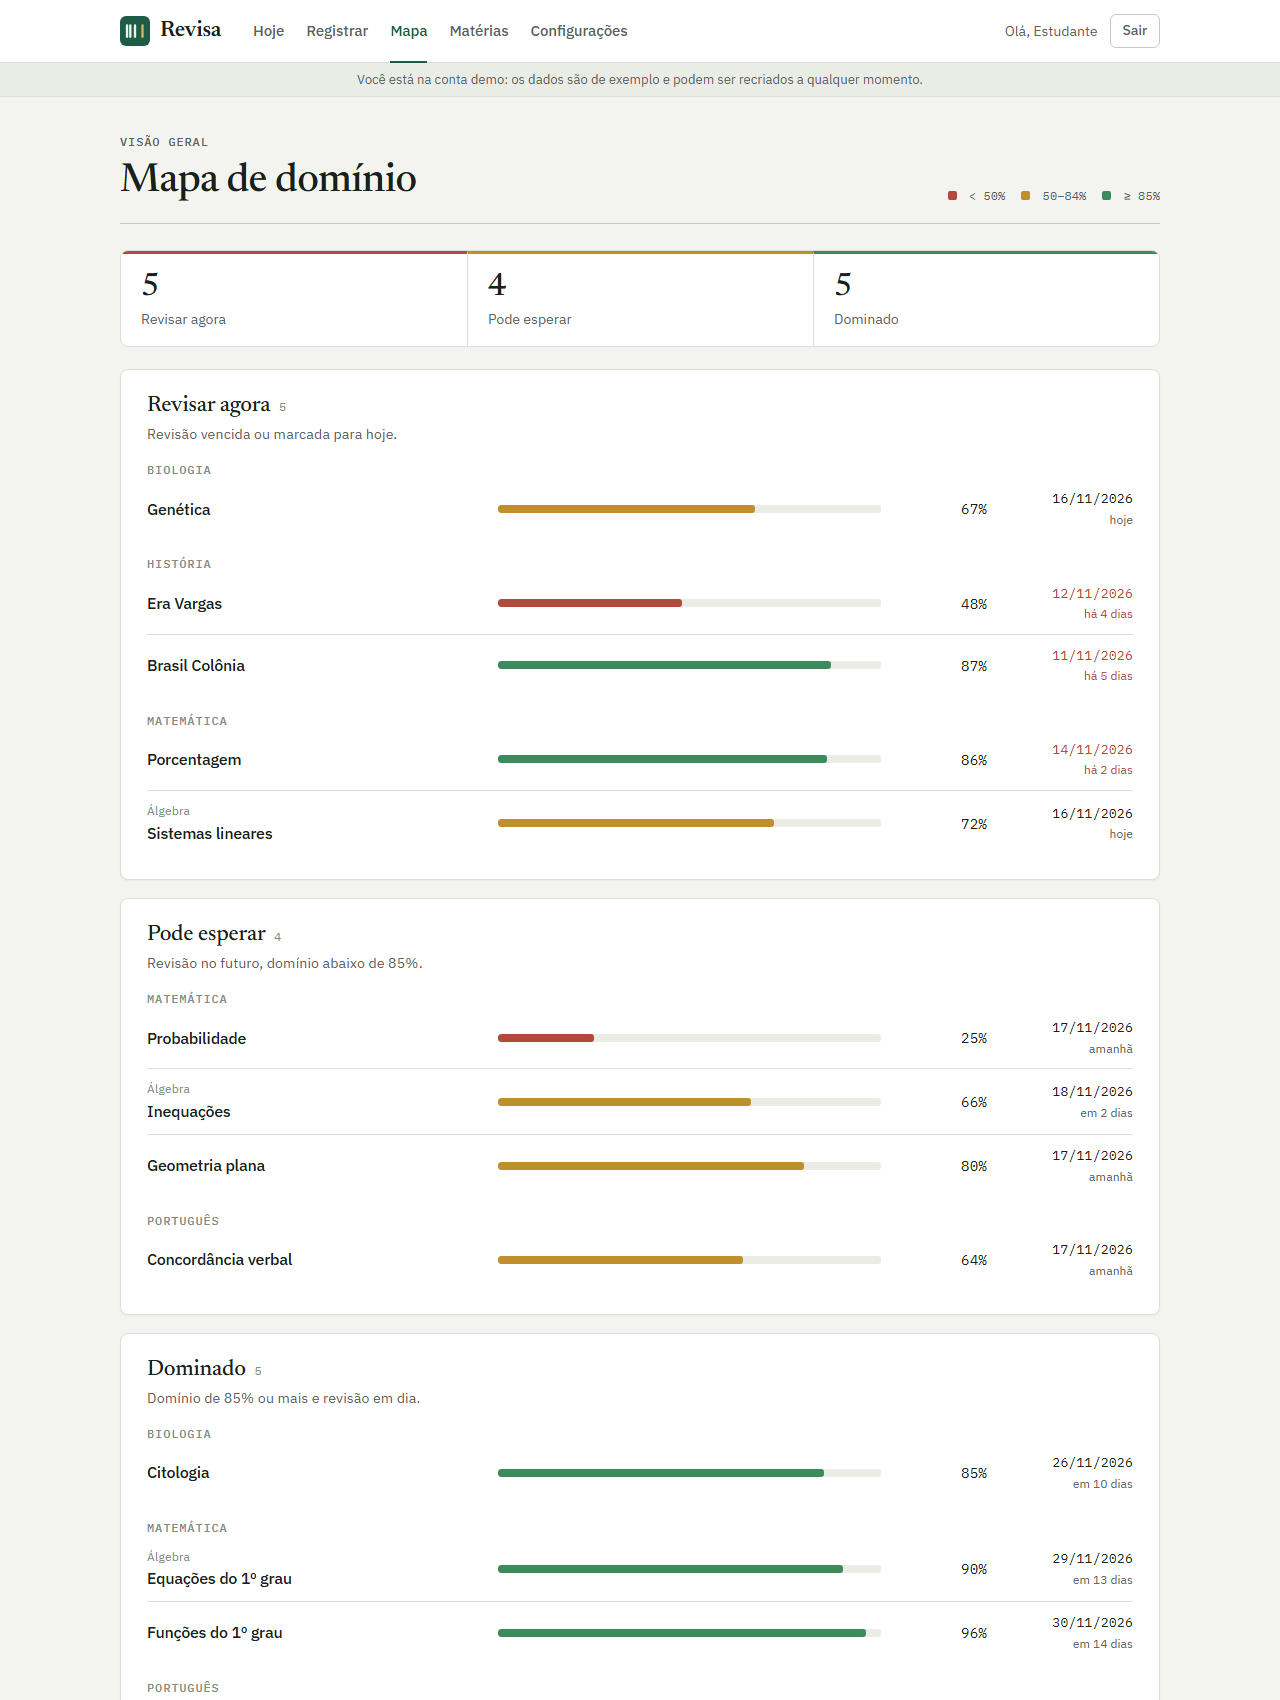 Revisa
Hoje Registrar Mapa Matérias Configurações
Olá, Estudante Sair
Você está na conta demo: os dados são de exemplo e podem ser recriados a qualquer momento.
VISÃO GERAL
Mapa de domínio
< 50% 50–84% ≥ 85%
5
Revisar agora
4
Pode esperar
5
Dominado
Revisar agora 5
Revisão vencida ou marcada para hoje.
BIOLOGIA
Genética 67% 16/11/2026
hoje
HISTÓRIA
Era Vargas 48% 12/11/2026
há 4 dias
Brasil Colônia 87% 11/11/2026
há 5 dias
MATEMÁTICA
Porcentagem 86% 14/11/2026
há 2 dias
Álgebra
Sistemas lineares 72% 16/11/2026
hoje
Pode esperar 4
Revisão no futuro, domínio abaixo de 85%.
MATEMÁTICA
Probabilidade 25% 17/11/2026
amanhã
Álgebra
Inequações 66% 18/11/2026
em 2 dias
Geometria plana 80% 17/11/2026
amanhã
PORTUGUÊS
Concordância verbal 64% 17/11/2026
amanhã
Dominado 5
Domínio de 85% ou mais e revisão em dia.
BIOLOGIA
Citologia 85% 26/11/2026
em 10 dias
MATEMÁTICA
Álgebra
Equações do 1º grau 90% 29/11/2026
em 13 dias
Funções do 1º grau 96% 30/11/2026
em 14 dias
PORTUGUÊS